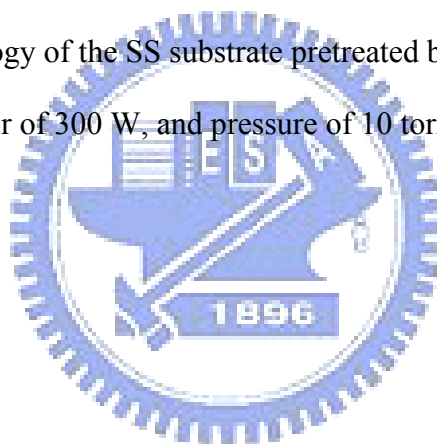 ogy of the SS substrate pretreated b
r of 300 W, and pressure of 10 tor
E S A
1896